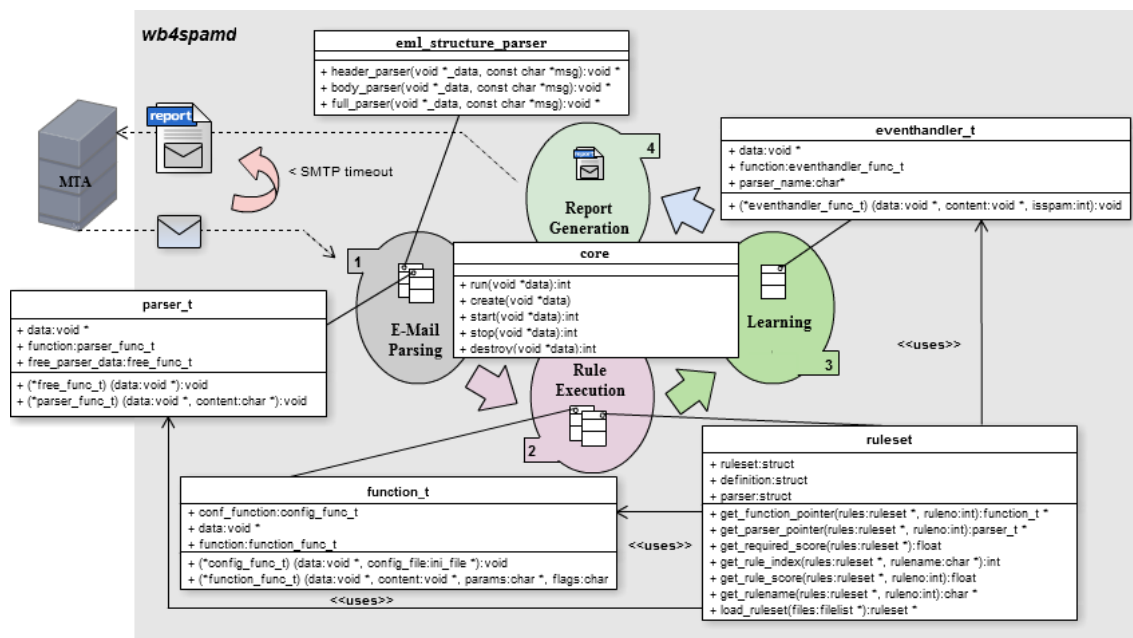 wb4spamd
eml_structure_parser
+ header_parser(void *_data, const char *msg):void *
+ body_parser(void *_data, const char *msg):void *
+ full_parser(void *_data, const char *msg):void *
report
MTA
< SMTP timeout
4
Report
Generation
eventhandler_t
+ data:void *
+ function:eventhandler_func_t
+ parser_name:char*
+ (*eventhandler_func_t) (data:void *, content:void *, isspam:int):void
1
E-Mail
Parsing
core
+ run(void *data):int
+ create(void *data)
+ start(void *data):int
+ stop(void *data):int
+ destroy(void *data):int
Learning
3
<<uses>>
parser_t
+ data:void *
+ function:parser_func_t
+ free_parser_data:free_func_t
+ (*free_func_t) (data:void *):void
+ (*parser_func_t) (data:void *, content:char *):void
Rule
Execution
2
function_t
+ conf_function:config_func_t
+ data:void *
+ function:function_func_t
+ (*config_func_t) (data:void *, config_file:ini_file *):void
+ (*function_func_t) (data:void *, content:void *, params:char *, flags:char
<<uses>>
<<uses>>
ruleset
+ ruleset:struct
+ definition:struct
+ parser:struct
+ get_function_pointer(rules:ruleset *, ruleno:int):function_t *
+ get_parser_pointer(rules:ruleset *, ruleno:int):parser_t *
+ get_required_score(rules:ruleset *):float
+ get_rule_index(rules:ruleset *, rulename:char *):int
+ get_rule_score(rules:ruleset *, ruleno:int):float
+ get_rulename(rules:ruleset *, ruleno:int):char *
+ load_ruleset(files:filelist *):ruleset *